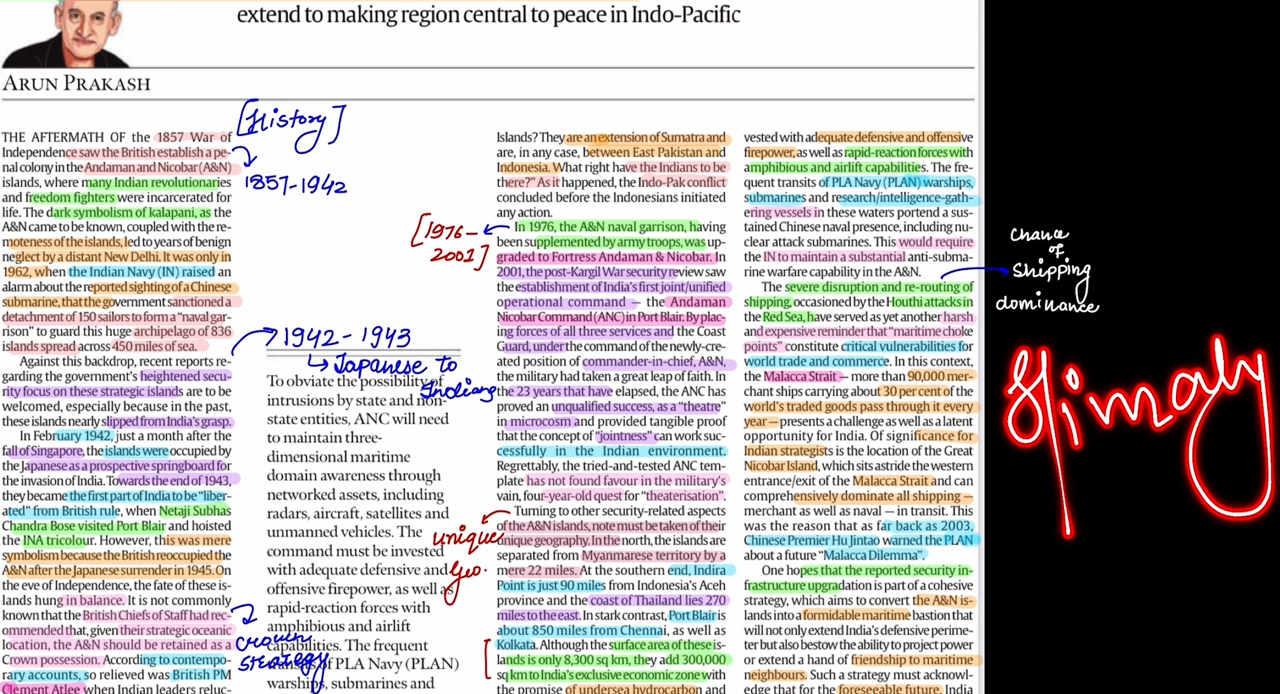 extend to making region central to peace in Indo-Pacific
ARUN PRAKASH
[History]
1857-1942
THE AFTERMATH OF the 1857 War of
Independence saw the British establish a pe-
nal colony in the Andaman and Nicobar (A&N)
islands, where many Indian revolutionaries
and freedom fighters were incarcerated for
life. The dark symbolism of kalapani, as the
A&N came to be known, coupled with the re-
moteness of the islands, led to years of benign
neglect by a distant New Delhi. It was only in
1962, when the Indian Navy (IN) raised an
alarm about the reported sighting of a Chinese
submarine, that the government sanctioned a
detachment of 150 sailors to form a "naval gar-
rison" to guard this huge archipelago of 836
islands spread across 450 miles of sea.
Against this backdrop, recent reports re-
garding the government's heightened secu-
rity focus on these strategic islands are to be
welcomed, especially because in the past,
these islands nearly slipped from India's grasp.
In February 1942, just a month after the
fall of Singapore, the islands were occupied by
the Japanese as a prospective springboard for
the invasion of India. Towards the end of 1943,
they became the first part of India to be "liber-
ated" from British rule, when Netaji Subhas
Chandra Bose visited Port Blair and hoisted
the INA tricolour. However, this was mere
symbolism because the British reoccupied the
A&N after the Japanese surrender in 1945. On
the eve of Independence, the fate of these is-
lands hung in balance. It is not commonly
known that the British Chiefs of Staff had rec-
ommended that, given their strategic oceanic
location, the A&N should be retained as a
Crown possession. According to contempo-
rary accounts, so relieved was British PM
Clement Atlee when Indian leaders reluc-
1942-1943
Japanese to
Indians
To obviate the possibility of
intrusions by state and non-
state entities, ANC will need
to maintain three-
dimensional maritime
domain awareness through
networked assets, including
radars, aircraft, satellites and
unmanned vehicles. The
command must be invested
with adequate defensive and
offensive firepower, as well as
rapid-reaction forces with
amphibious and airlift
capabilities. The frequent
transits of PLA Navy (PLAN)
warships, submarines and
crown
strategy
[1976-
2001]
unique
Geo.
Islands? They are an extension of Sumatra and
are, in any case, between East Pakistan and
Indonesia. What right have the Indians to be
there?" As it happened, the Indo-Pak conflict
concluded before the Indonesians initiated
any action.
In 1976, the A&N naval garrison, having
been supplemented by army troops, was up-
graded to Fortress Andaman & Nicobar. In
2001, the post-Kargil War security review saw
the establishment of India's first joint/unified
operational command — the Andaman
Nicobar Command (ANC) in Port Blair. By plac-
ing forces of all three services and the Coast
Guard, under the command of the newly-cre-
ated position of commander-in-chief, A&N,
the military had taken a great leap of faith. In
the 23 years that have elapsed, the ANC has
proved an unqualified success, as a "theatre"
in microcosm and provided tangible proof
that the concept of "jointness" can work suc-
cessfully in the Indian environment.
Regrettably, the tried-and-tested ANC tem-
plate has not found favour in the military's
vain, four-year-old quest for "theaterisation".
Turning to other security-related aspects
of the A&N islands, note must be taken of their
unique geography. In the north, the islands are
separated from Myanmarese territory by a
mere 22 miles. At the southern end, Indira
Point is just 90 miles from Indonesia's Aceh
province and the coast of Thailand lies 270
miles to the east. In stark contrast, Port Blair is
about 850 miles from Chennai, as well as
Kolkata. Although the surface area of these is-
lands is only 8,300 sq km, they add 300,000
sq km to India's exclusive economic zone with
the promise of undersea hydrocarbon and
vested with adequate defensive and offensive
firepower, as well as rapid-reaction forces with
amphibious and airlift capabilities. The fre-
quent transits of PLA Navy (PLAN) warships,
submarines and research/intelligence-gath-
ering vessels in these waters portend a sus-
tained Chinese naval presence, including nu-
clear attack submarines. This would require
the IN to maintain a substantial anti-subma-
rine warfare capability in the A&N.
The severe disruption and re-routing of
shipping, occasioned by the Houthi attacks in
the Red Sea, have served as yet another harsh
and expensive reminder that "maritime choke
points" constitute critical vulnerabilities for
world trade and commerce. In this context,
the Malacca Strait — more than 90,000 mer-
chant ships carrying about 30 per cent of the
world's traded goods pass through it every
year — presents a challenge as well as a latent
opportunity for India. Of significance for
Indian strategists is the location of the Great
Nicobar Island, which sits astride the western
entrance/exit of the Malacca Strait and can
comprehensively dominate all shipping —
merchant as well as naval — in transit. This
was the reason that as far back as 2003,
Chinese Premier Hu Jintao warned the PLAN
about a future "Malacca Dilemma".
One hopes that the reported security in-
frastructure upgradation is part of a cohesive
strategy, which aims to convert the A&N is-
lands into a formidable maritime bastion that
will not only extend India's defensive perime-
ter but also bestow the ability to project power
or extend a hand of friendship to maritime
neighbours. Such a strategy must acknowl-
edge that for the foreseeable future, India
Chance
of
Shipping
dominance
Himaly